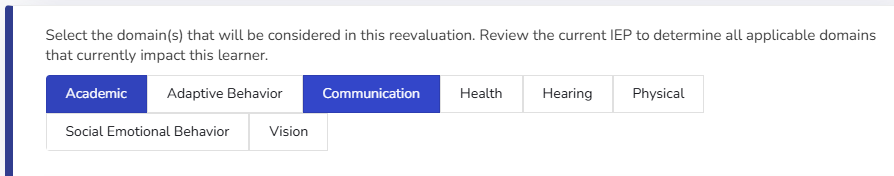 Select the domain(s) that will be considered in this reevaluation. Review the current IEP to determine all applicable domains
that currently impact this learner.
Academic Adaptive Behavior Communication Health Hearing Physical
Social Emotional Behavior Vision